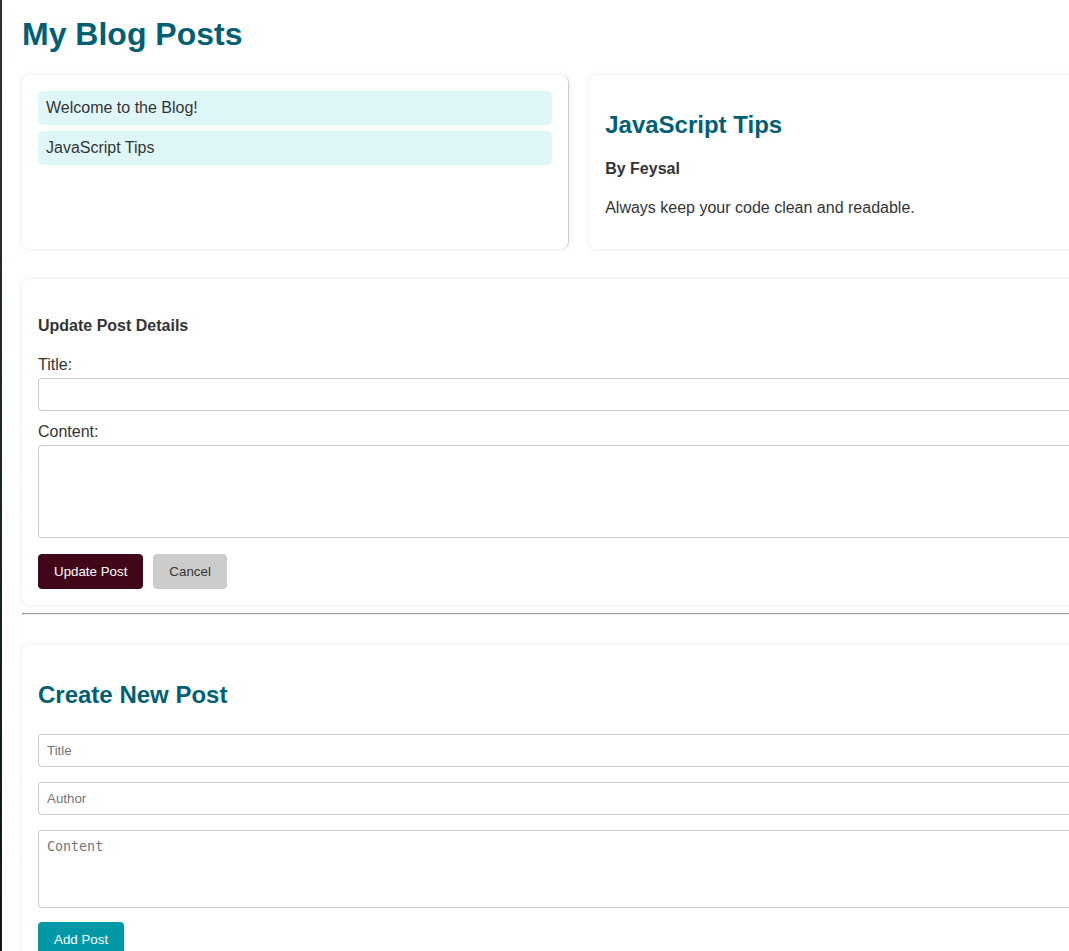 My Blog Posts
Welcome to the Blog!
JavaScript Tips
JavaScript Tips
By Feysal
Always keep your code clean and readable.
Update Post Details
Title:
Content:
Update Post
Cancel
Create New Post
Title
Author
Content
Add Post